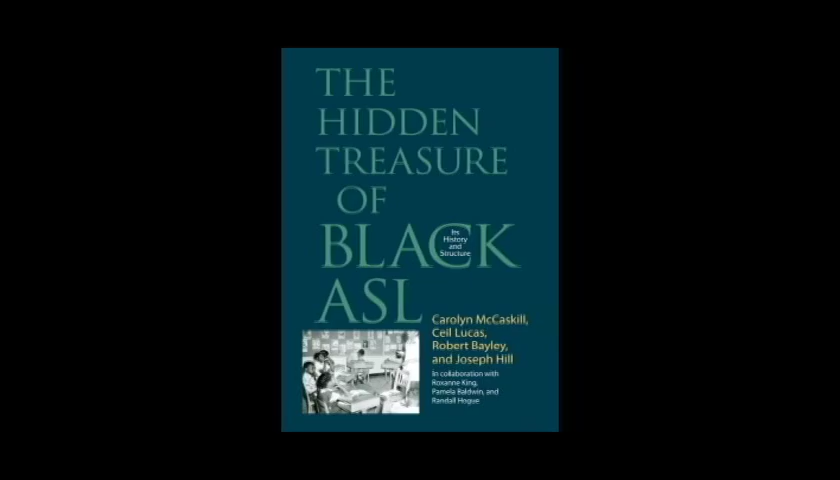 THE
HIDDEN
TREASURE
OF
BLACK
Its
History
and
Structure
ASL
Carolyn McCaskill,
Ceil Lucas,
Robert Bayley,
and Joseph Hill
In collaboration with
Roxanne King,
Pamela Baldwin, and
Randall Hogue